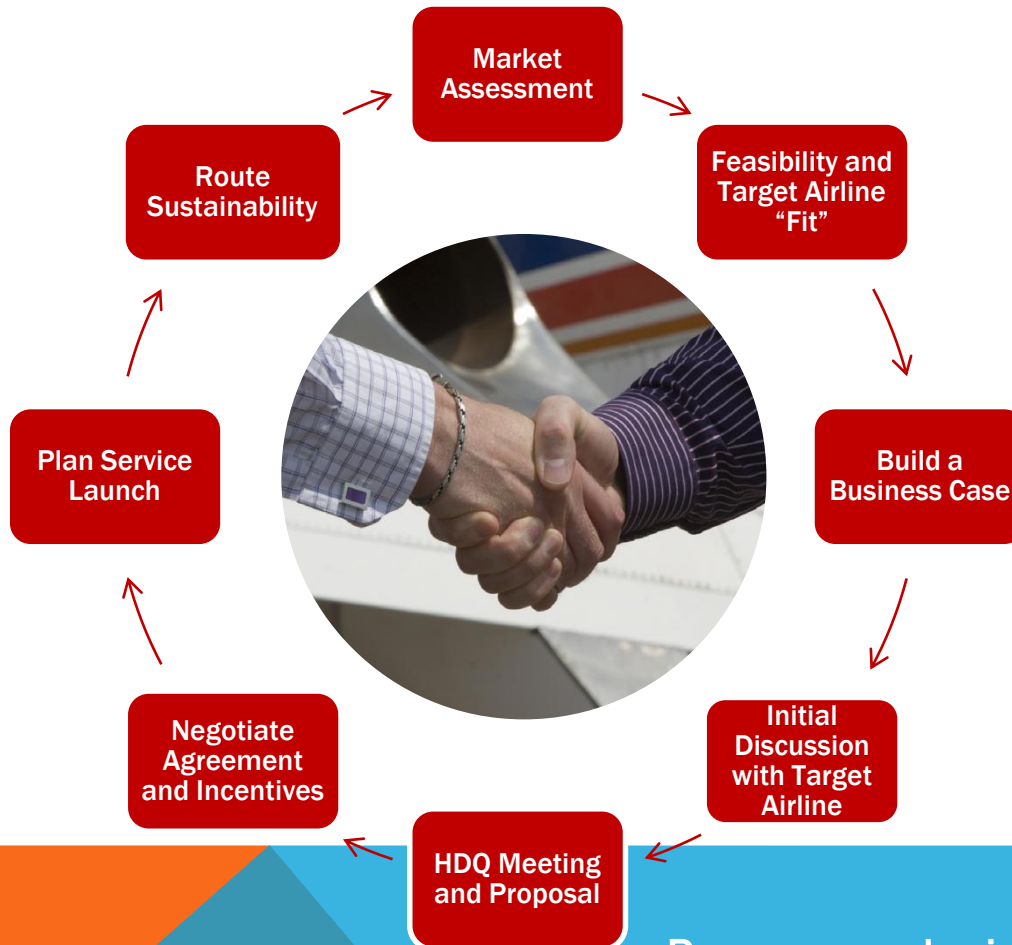 Market
Assessment
Feasibility and
Target Airline
“Fit”
Build a
Business Case
Initial
Discussion
with Target
Airline
HDQ Meeting
and Proposal
Negotiate
Agreement
and Incentives
Plan Service
Launch
Route
Sustainability